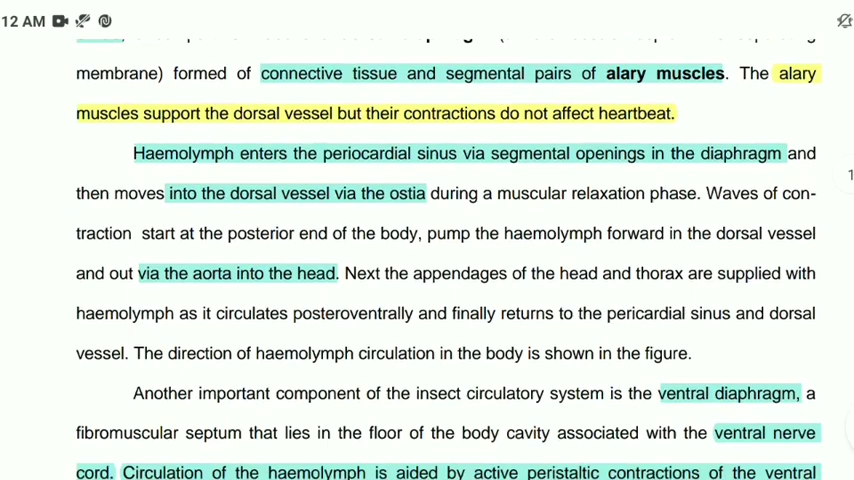 12 AM
membrane) formed of connective tissue and segmental pairs of alary muscles. The alary
muscles support the dorsal vessel but their contractions do not affect heartbeat.
Haemolymph enters the periocardial sinus via segmental openings in the diaphragm and
then moves into the dorsal vessel via the ostia during a muscular relaxation phase. Waves of con-
traction start at the posterior end of the body, pump the haemolymph forward in the dorsal vessel
and out via the aorta into the head. Next the appendages of the head and thorax are supplied with
haemolymph as it circulates posteroventrally and finally returns to the pericardial sinus and dorsal
vessel. The direction of haemolymph circulation in the body is shown in the figure.
Another important component of the insect circulatory system is the ventral diaphragm, a
fibromuscular septum that lies in the floor of the body cavity associated with the ventral nerve
cord. Circulation of the haemolymph is aided by active peristaltic contractions of the ventral